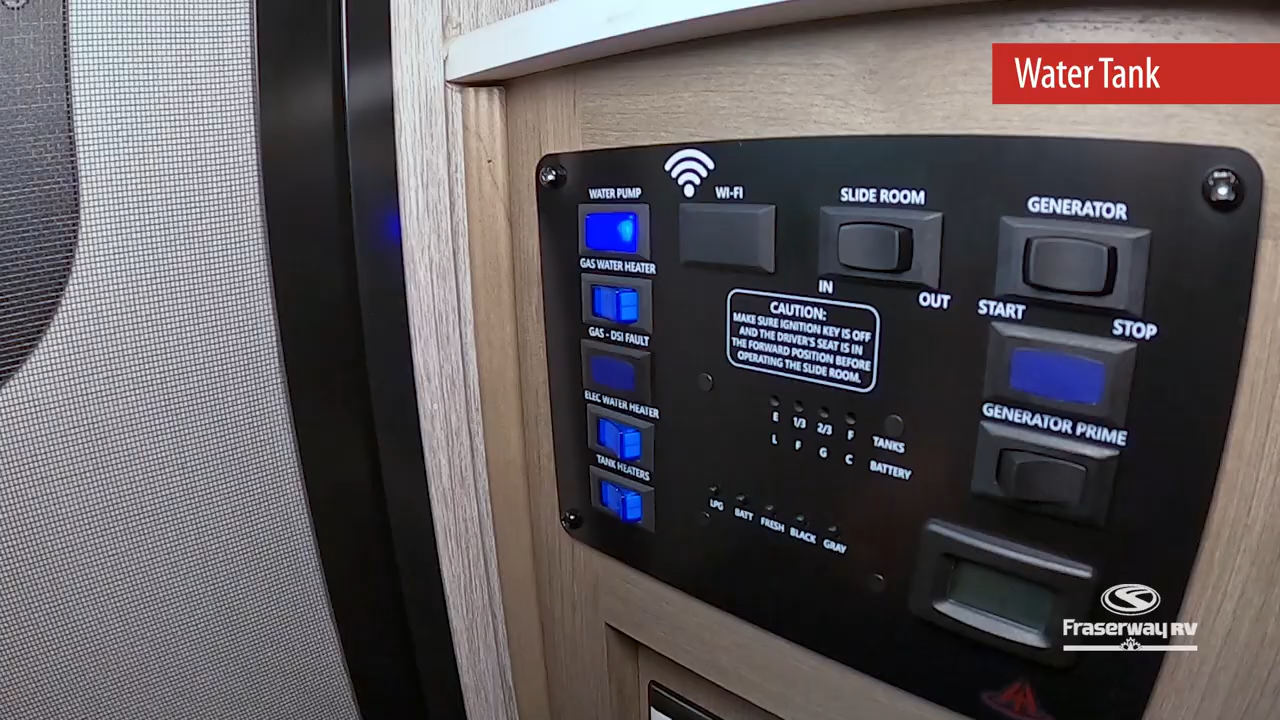 Water Tank
WATER PUMP
WI-FI
SLIDE ROOM
GENERATOR
GAS WATER HEATER
IN
OUT
START
STOP
CAUTION:
MAKE SURE IGNITION KEY IS OFF
AND THE DRIVER'S SEAT IS IN
THE FORWARD POSITION BEFORE
OPERATING THE SLIDE ROOM.
GAS - DSI FAULT
ELEC WATER HEATER
GENERATOR PRIME
E 1/3 2/3 F TANKS
L F G C BATTERY
TANK HEATERS
LPG BATT FRESH BLACK GRAY
Fraserway RV